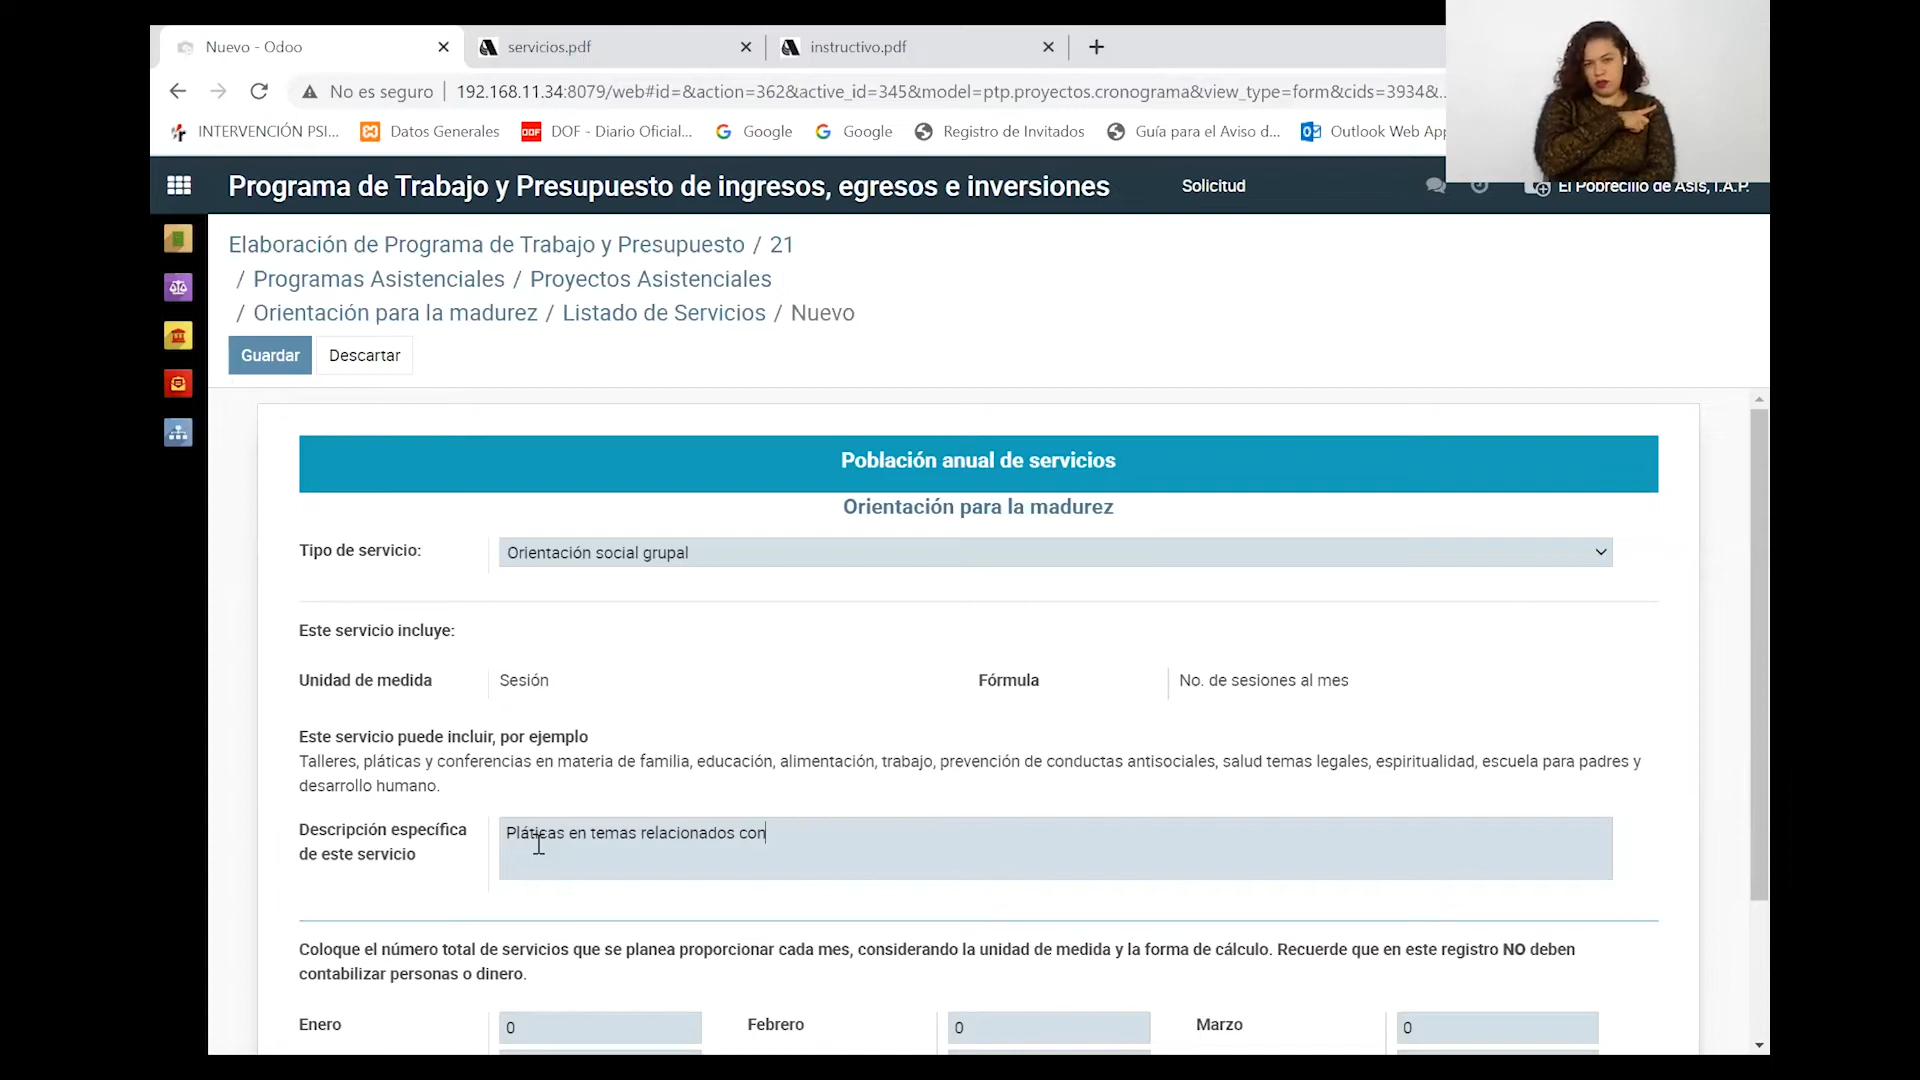 Nuevo - Odoo
servicios.pdf
instructivo.pdf
No es seguro
192.168.11.34:8079/web#id=&action=362&active_id=345&model=ptp.proyectos.cronograma&view_type=form&cids=3934&...
INTERVENCIÓN PSI...
Datos Generales
DOF
DOF - Diario Oficial...
Google
Google
Registro de Invitados
Guía para el Aviso d...
Outlook Web App
Programa de Trabajo y Presupuesto de ingresos, egresos e inversiones
Solicitud
El Pobrecillo de Asis, I.A.P.
Elaboración de Programa de Trabajo y Presupuesto / 21
/ Programas Asistenciales / Proyectos Asistenciales
/ Orientación para la madurez / Listado de Servicios / Nuevo
Guardar
Descartar
Población anual de servicios
Orientación para la madurez
Tipo de servicio:
Orientación social grupal
Este servicio incluye:
Unidad de medida
Sesión
Fórmula
No. de sesiones al mes
Este servicio puede incluir, por ejemplo
Talleres, pláticas y conferencias en materia de familia, educación, alimentación, trabajo, prevención de conductas antisociales, salud temas legales, espiritualidad, escuela para padres y
desarrollo humano.
Descripción específica
de este servicio
Pláticas en temas relacionados con
Coloque el número total de servicios que se planea proporcionar cada mes, considerando la unidad de medida y la forma de cálculo. Recuerde que en este registro NO deben
contabilizar personas o dinero.
Enero
0
Febrero
0
Marzo
0